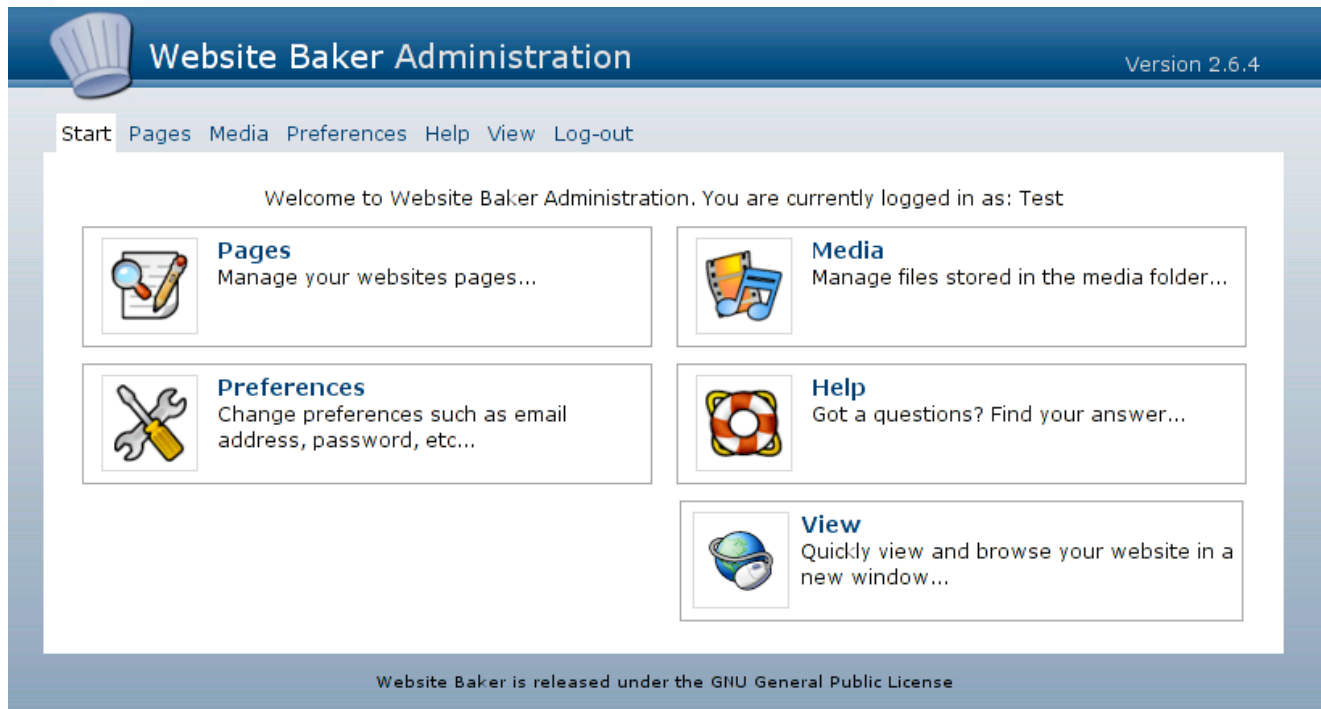 Website Baker Administration
Version 2.6.4
Start Pages Media Preferences Help View Log-out
Welcome to Website Baker Administration. You are currently logged in as: Test
Pages
Manage your websites pages...
Media
Manage files stored in the media folder...
Preferences
Change preferences such as email
address, password, etc...
Help
Got a questions? Find your answer...
View
Quickly view and browse your website in a
new window...
Website Baker is released under the GNU General Public License